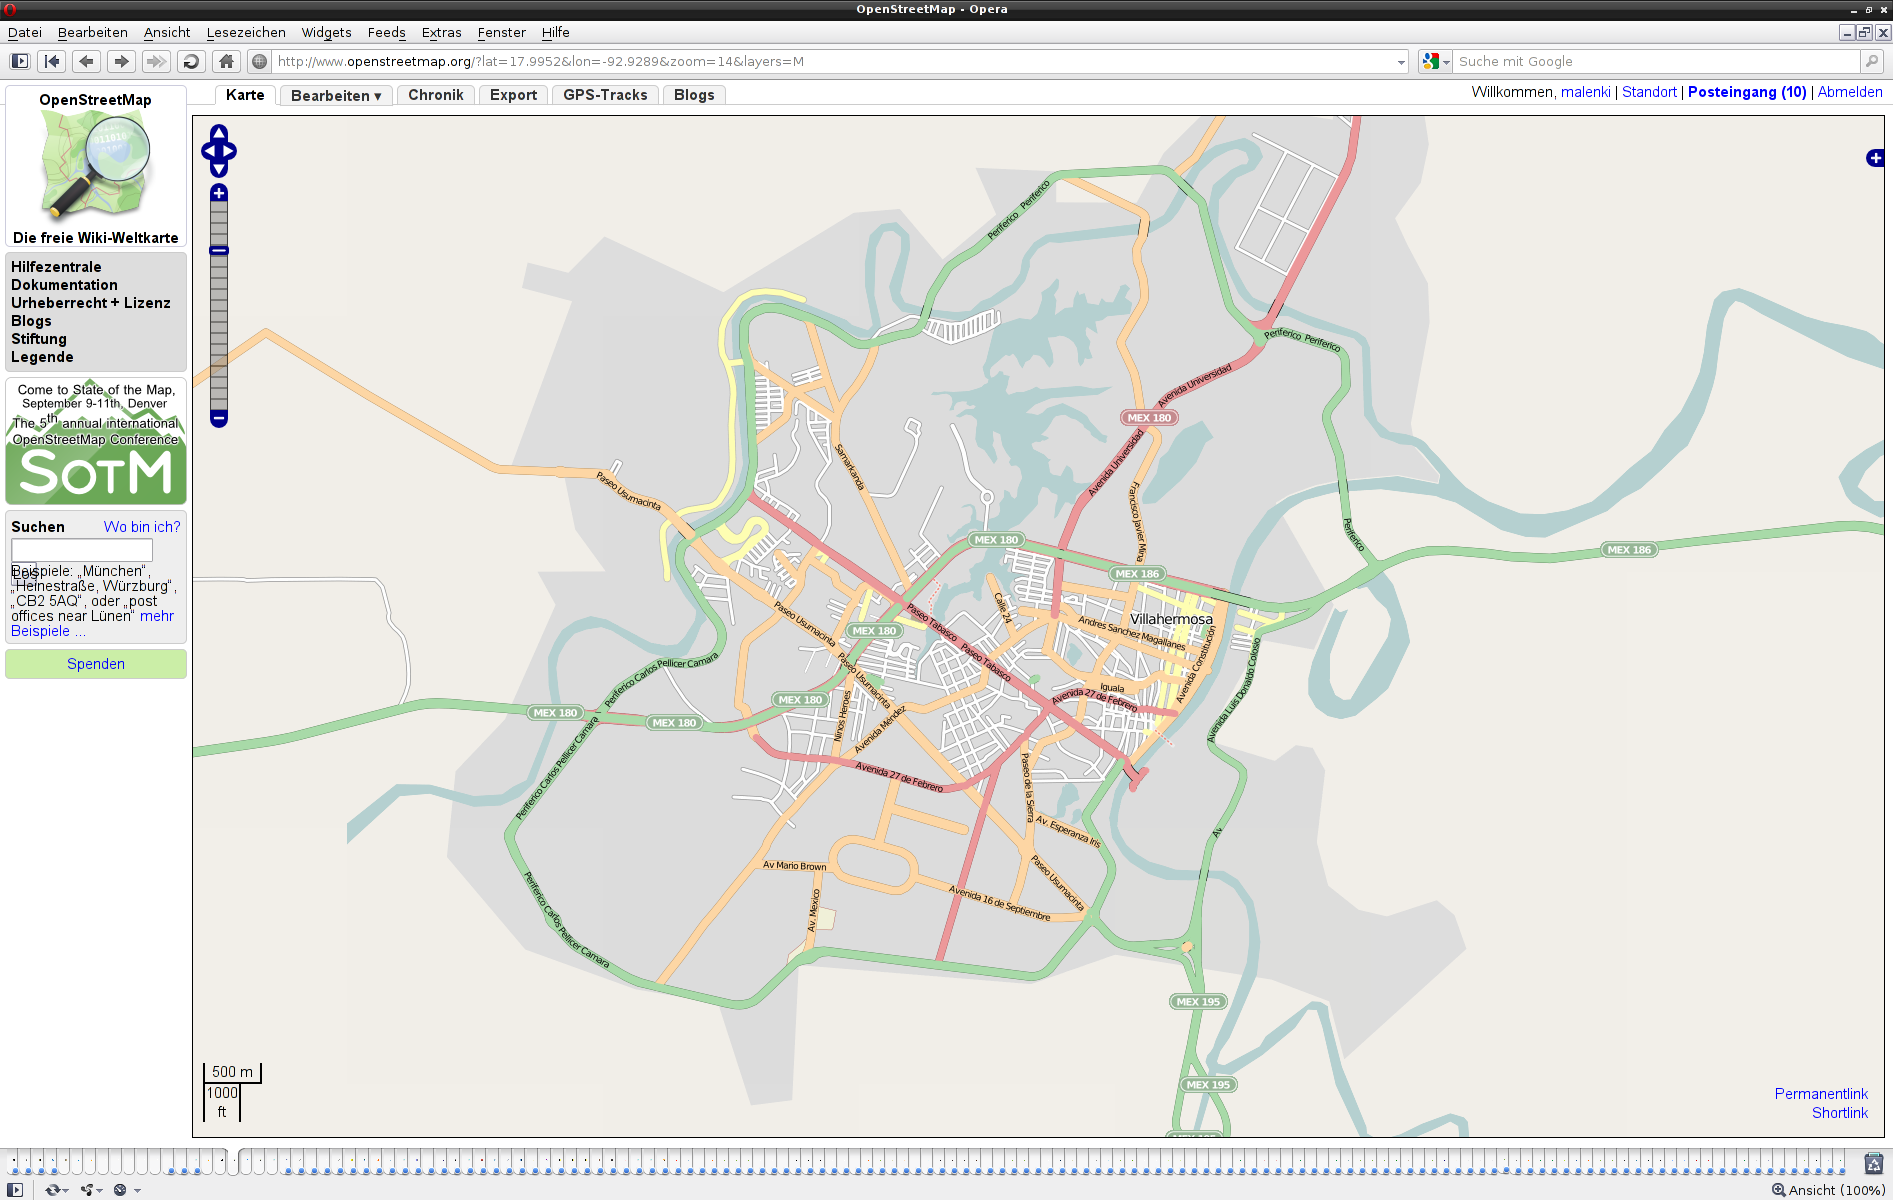 OpenStreetMap - Opera
Datei Bearbeiten Ansicht Lesezeichen Widgets Feeds Extras Fenster Hilfe
http://www.openstreetmap.org/?lat=17.9952&lon=-92.9289&zoom=14&layers=M
Suche mit Google
Karte Bearbeiten ▾ Chronik Export GPS-Tracks Blogs
Willkommen, malenki | Standort | Posteingang (10) | Abmelden
OpenStreetMap
Die freie Wiki-Weltkarte
Hilfezentrale
Dokumentation
Urheberrecht + Lizenz
Blogs
Stiftung
Legende
Come to State of the Map,
September 9-11th, Denver
The 5th annual international
OpenStreetMap Conference
SOTM
Suchen Wo bin ich?
Los
Beispiele: „München“,
„Heinestraße, Würzburg“,
„CB2 5AQ“, oder „post
offices near Lünen“ mehr
Beispiele ...
Spenden
Periferico Periferico
Periferico Periferico
Avenida Universidad
MEX 180
Avenida Universidad
Samarkanda
Paseo Usumacinta
Francisco Javier Mina
Periferico
MEX 180
MEX 186
MEX 186
Calle 24
Paseo Tabasco
Paseo Usumacinta
MEX 180
Villahermosa
Andres Sanchez Magallanes
Avenida Constitución
Paseo Tabasco
Periferico Carlos Pellicer Camara
Paseo Usumacinta
Iguala
Avenida 27 de Febrero
Avenida Luis Donaldo Colosio
MEX 180
MEX 180
MEX 180
Ninos Heroes
Avenida Méndez
Periferico Carlos Pellicer Camara
Avenida 27 de Febrero
Paseo de la Sierra
Av. Esperanza Iris
Av.
Av Mario Brown
Paseo Usumacinta
Avenida 16 de Septiembre
Av. Mexico
Periferico Carlos Pellicer Camara
MEX 195
MEX 195
500 m
1000
ft
Permanentlink
Shortlink
Ansicht (100%)